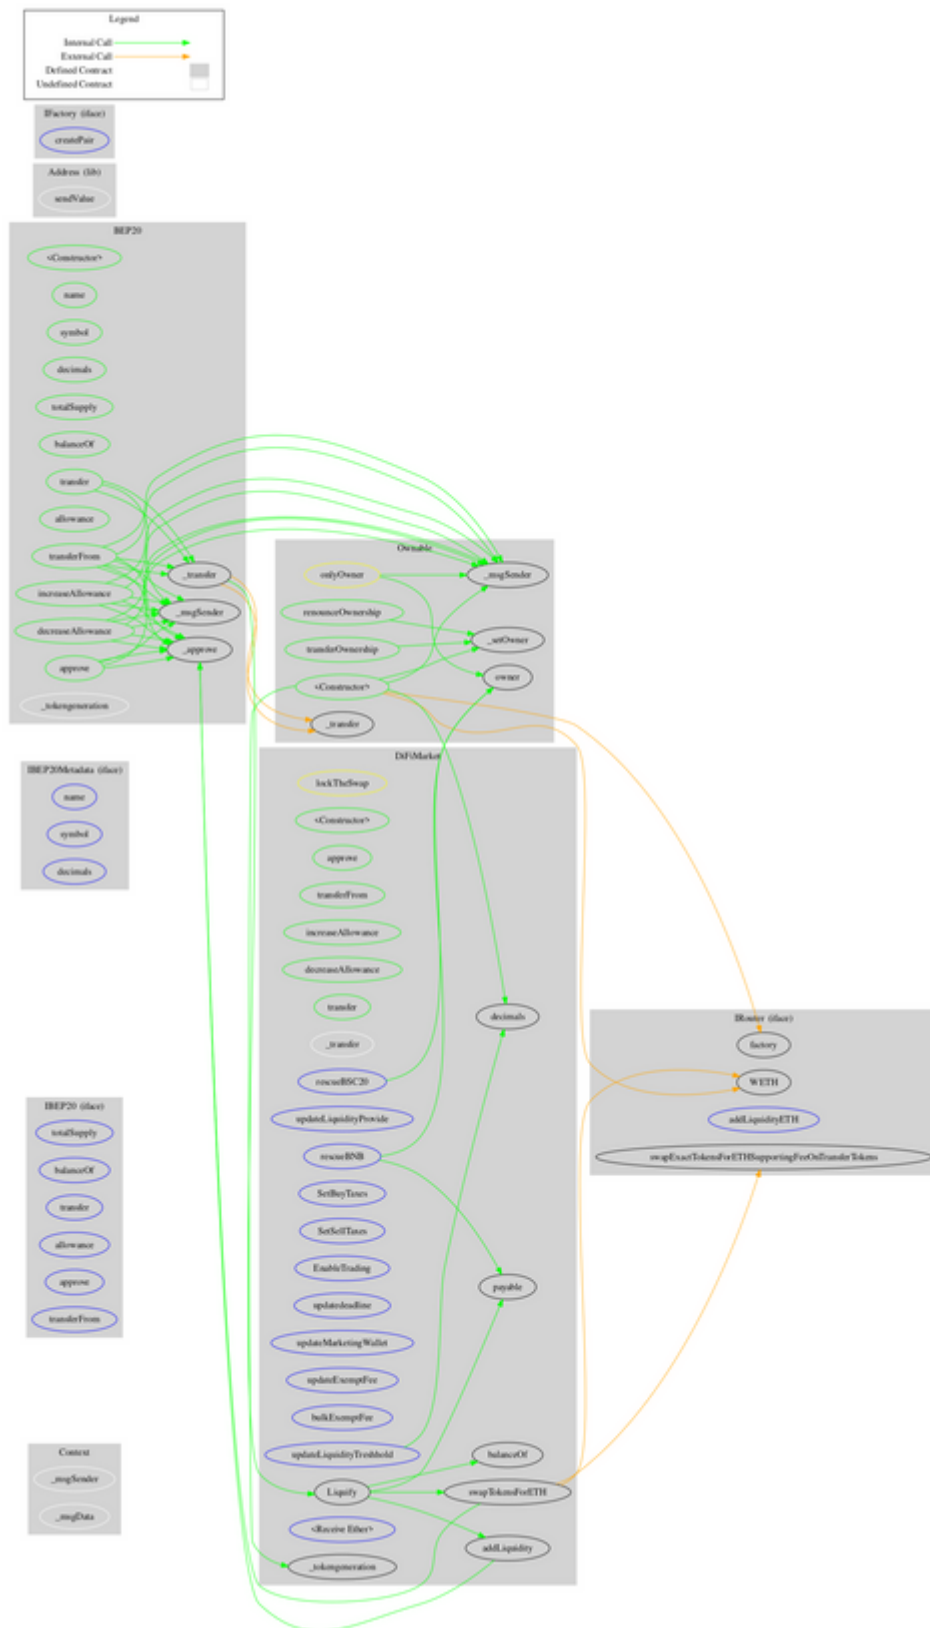 Legend
Internal Call
External Call
Defined Contract
Undefined Contract
IFactory (iface)
createPair
Address (lib)
sendValue
BEP20
<Constructor>
name
symbol
decimals
totalSupply
balanceOf
transfer
allowance
transferFrom
increaseAllowance
decreaseAllowance
approve
_tokengeneration
_transfer
_msgSender
_approve
Ownable
onlyOwner
renounceOwnership
transferOwnership
<Constructor>
_transfer
_msgSender
_setOwner
owner
IBEP20Metadata (iface)
name
symbol
decimals
DiFiMarket
lockTheSwap
<Constructor>
approve
transferFrom
increaseAllowance
decreaseAllowance
transfer
_transfer
rescueBSC20
updateLiquidityProvide
rescueBNB
SetBuyTaxes
SetSellTaxes
EnableTrading
updatedeadline
updateMarketingWallet
updateExemptFee
bulkExemptFee
updateLiquidityTreshhold
Liquify
<Receive Ether>
_tokengeneration
decimals
payable
balanceOf
swapTokensForETH
addLiquidity
IRouter (iface)
factory
WETH
addLiquidityETH
swapExactTokensForETHSupportingFeeOnTransferTokens
IBEP20 (iface)
totalSupply
balanceOf
transfer
allowance
approve
transferFrom
Context
_msgSender
_msgData